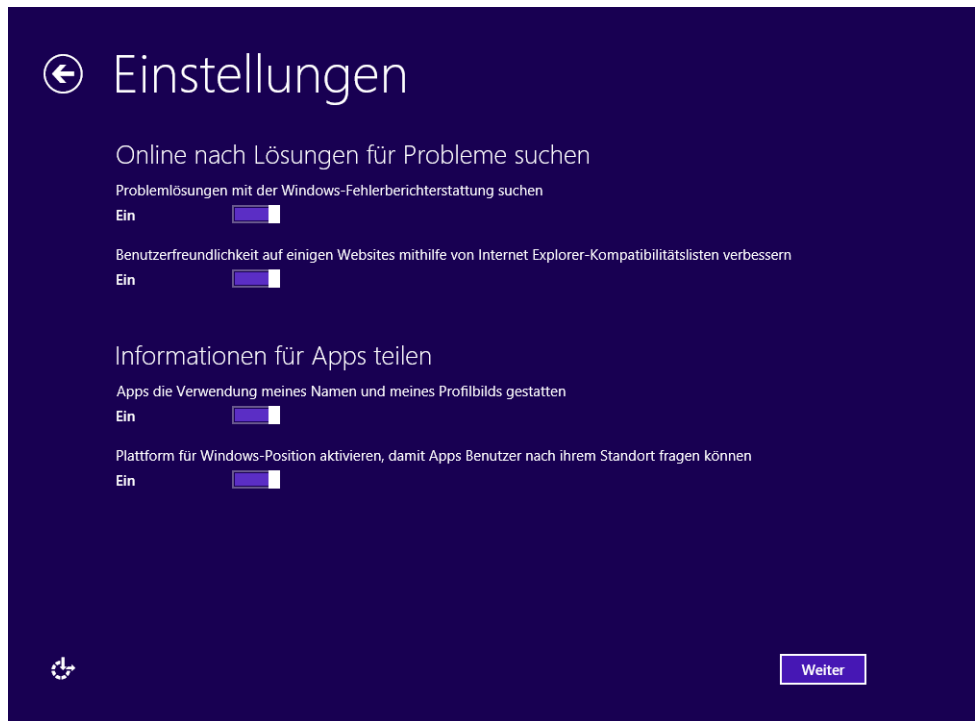 Einstellungen
Online nach Lösungen für Probleme suchen
Problemlösungen mit der Windows-Fehlerberichterstattung suchen
Ein
Benutzerfreundlichkeit auf einigen Websites mithilfe von Internet Explorer-Kompatibilitätslisten verbessern
Ein
Informationen für Apps teilen
Apps die Verwendung meines Namen und meines Profilbilds gestatten
Ein
Plattform für Windows-Position aktivieren, damit Apps Benutzer nach ihrem Standort fragen können
Ein
Weiter